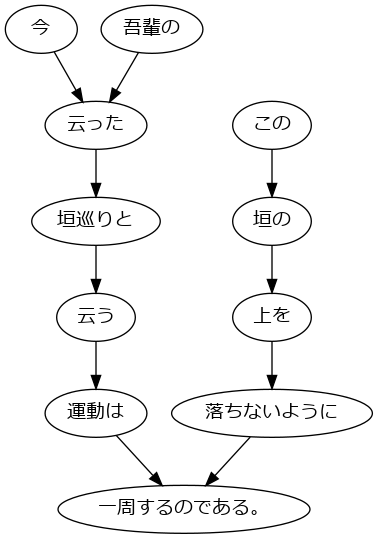 今 吾輩の
云った この
垣巡りと 垣の
云う 上を
運動は 落ちないように
一周するのである。